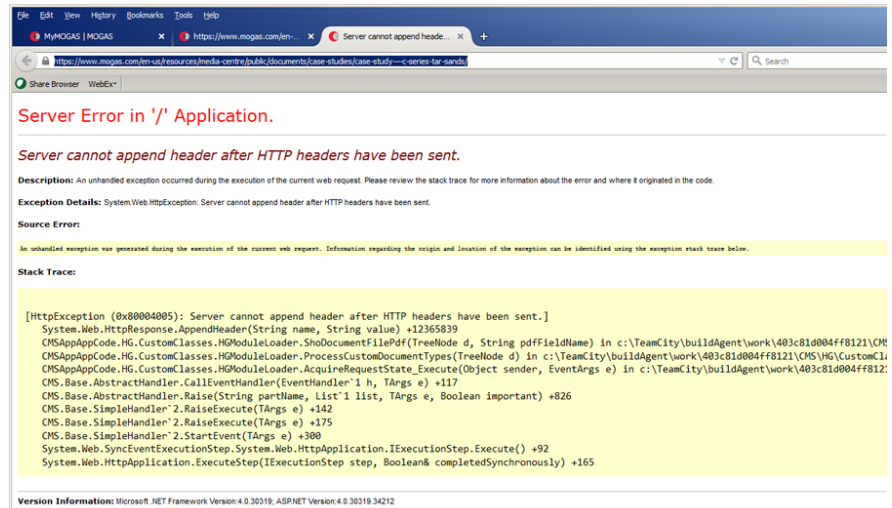 File Edit View History Bookmarks Tools Help
MyMOGAS | MOGAS × https://www.mogas.com/en-... × Server cannot append heade... × +
https://www.mogas.com/en-us/resources/media-centre/public/documents/case-studies/case-study—c-series-tar-sands/ Search
Share Browser WebEx
Server Error in '/' Application.
Server cannot append header after HTTP headers have been sent.
Description: An unhandled exception occurred during the execution of the current web request. Please review the stack trace for more information about the error and where it originated in the code.
Exception Details: System.Web.HttpException: Server cannot append header after HTTP headers have been sent.
Source Error:
An unhandled exception was generated during the execution of the current web request. Information regarding the origin and location of the exception can be identified using the exception stack trace below.
Stack Trace:
[HttpException (0x80004005): Server cannot append header after HTTP headers have been sent.]
System.Web.HttpResponse.AppendHeader(String name, String value) +12365839
CMSAppAppCode.HG.CustomClasses.HGModuleLoader.ShoDocumentFilePdf(TreeNode d, String pdfFieldName) in c:\TeamCity\buildAgent\work\403c81d004ff8121\CMS
CMSAppAppCode.HG.CustomClasses.HGModuleLoader.ProcessCustomDocumentTypes(TreeNode d) in c:\TeamCity\buildAgent\work\403c81d004ff8121\CMS\HG\CustomCla
CMSAppAppCode.HG.CustomClasses.HGModuleLoader.AcquireRequestState_Execute(Object sender, EventArgs e) in c:\TeamCity\buildAgent\work\403c81d004ff8121
CMS.Base.AbstractHandler.CallEventHandler(EventHandler`1 h, TArgs e) +117
CMS.Base.AbstractHandler.Raise(String partName, List`1 list, TArgs e, Boolean important) +826
CMS.Base.SimpleHandler`2.RaiseExecute(TArgs e) +142
CMS.Base.SimpleHandler`2.RaiseExecute(TArgs e) +175
CMS.Base.SimpleHandler`2.StartEvent(TArgs e) +300
System.Web.SyncEventExecutionStep.System.Web.HttpApplication.IExecutionStep.Execute() +92
System.Web.HttpApplication.ExecuteStep(IExecutionStep step, Boolean& completedSynchronously) +165
Version Information: Microsoft .NET Framework Version:4.0.30319; ASP.NET Version:4.0.30319.34212